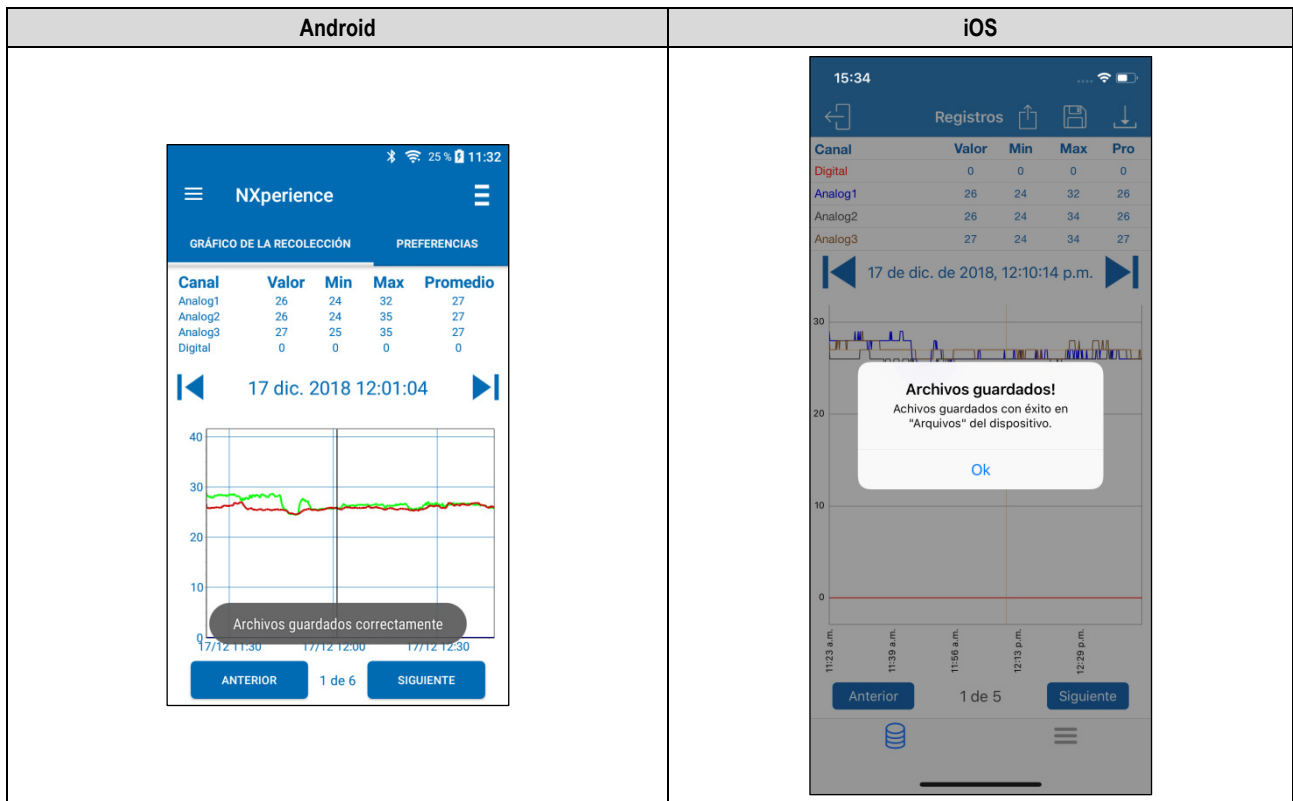 Android
iOS
25 % 11:32
NXperience
GRÁFICO DE LA RECOLECCIÓN PREFERENCIAS
Canal Valor Min Max Promedio
Analog1 26 24 32 27
Analog2 26 24 35 27
Analog3 27 25 35 27
Digital 0 0 0 0
17 dic. 2018 12:01:04
40
30
20
10
0
Archivos guardados correctamente
17/12 11:30 17/12 12:00 17/12 12:30
ANTERIOR 1 de 6 SIGUIENTE
15:34
Registros
Canal Valor Min Max Pro
Digital 0 0 0 0
Analog1 26 24 32 26
Analog2 26 24 34 26
Analog3 27 24 34 27
17 de dic. de 2018, 12:10:14 p.m.
30
20
10
0
Archivos guardados!
Achivos guardados con éxito en
"Arquivos" del dispositivo.
Ok
11:23 a.m. 11:39 a.m. 11:56 a.m. 12:13 p.m. 12:29 p.m.
Anterior 1 de 5 Siguiente